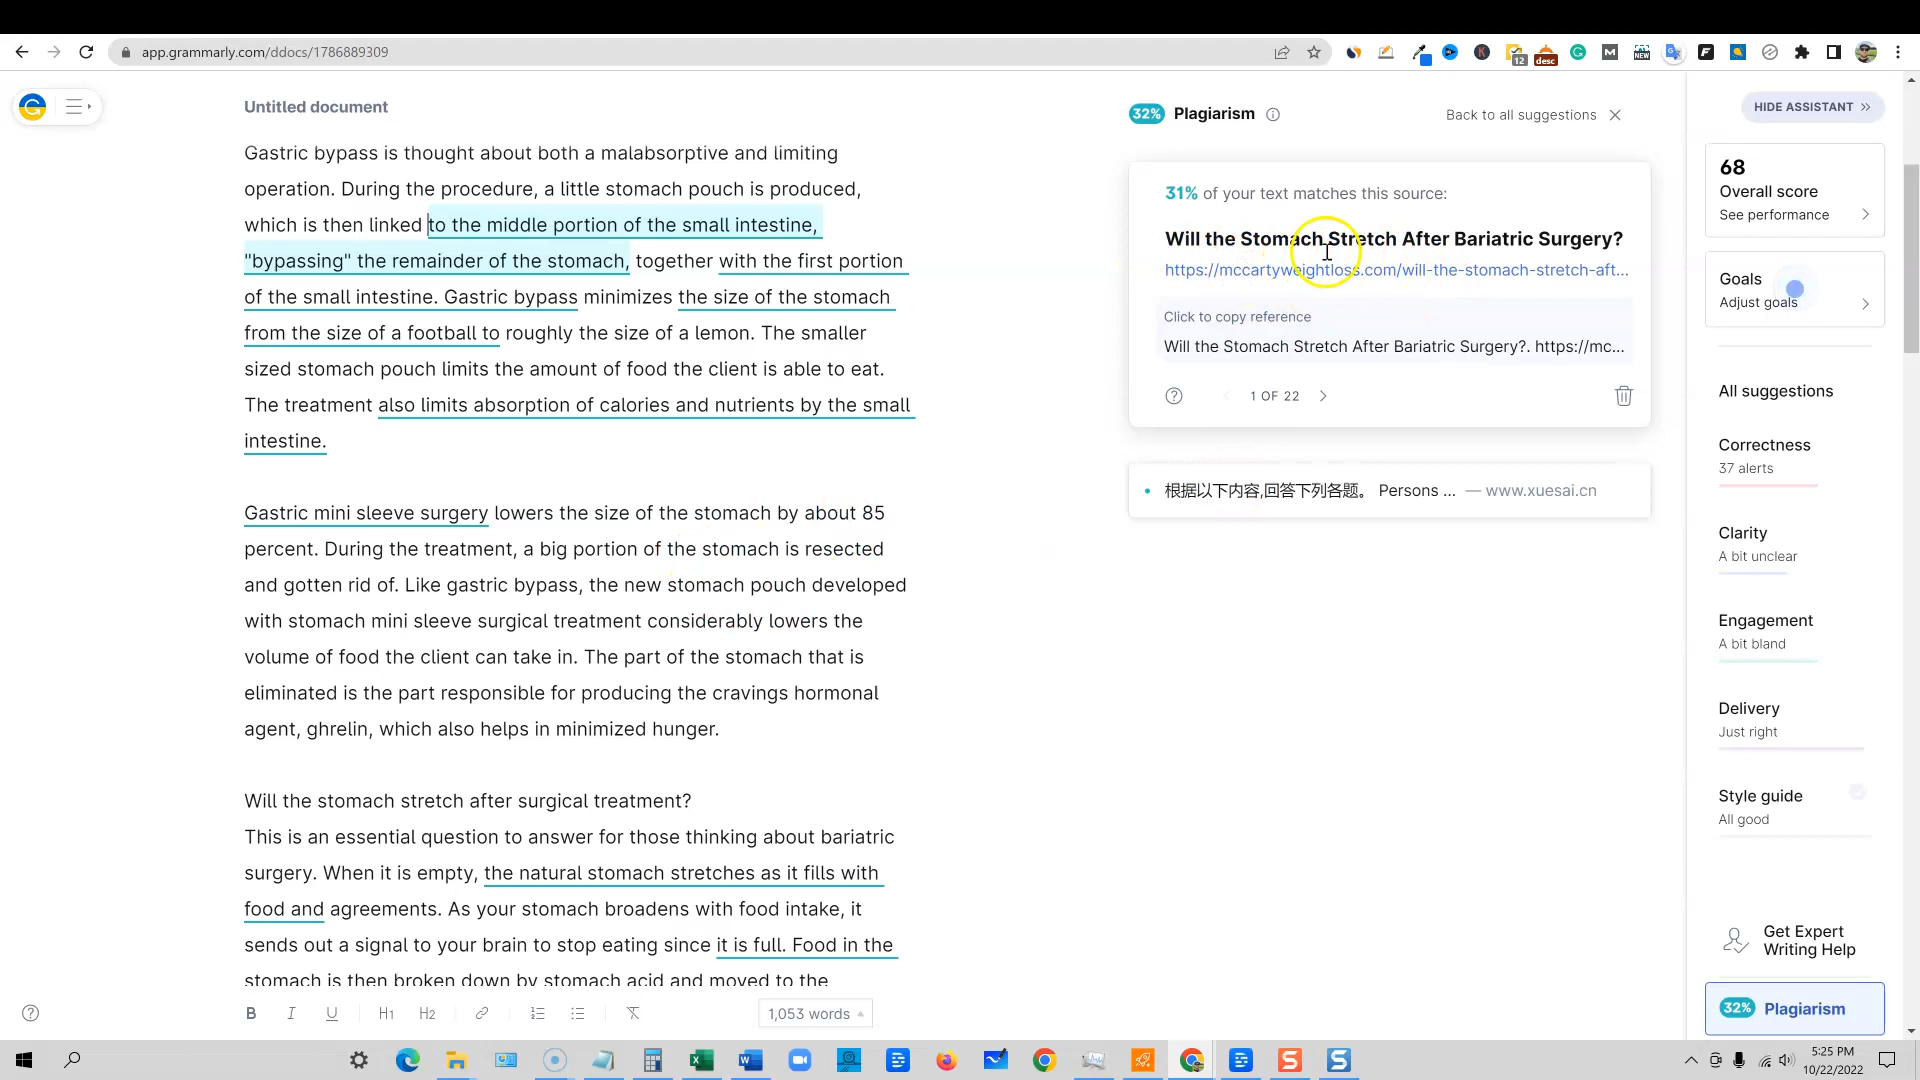 app.grammarly.com/ddocs/1786889309
12
desc
NEW
Untitled document
Gastric bypass is thought about both a malabsorptive and limiting
operation. During the procedure, a little stomach pouch is produced,
which is then linked to the middle portion of the small intestine,
"bypassing" the remainder of the stomach, together with the first portion
of the small intestine. Gastric bypass minimizes the size of the stomach
from the size of a football to roughly the size of a lemon. The smaller
sized stomach pouch limits the amount of food the client is able to eat.
The treatment also limits absorption of calories and nutrients by the small
intestine.
Gastric mini sleeve surgery lowers the size of the stomach by about 85
percent. During the treatment, a big portion of the stomach is resected
and gotten rid of. Like gastric bypass, the new stomach pouch developed
with stomach mini sleeve surgical treatment considerably lowers the
volume of food the client can take in. The part of the stomach that is
eliminated is the part responsible for producing the cravings hormonal
agent, ghrelin, which also helps in minimized hunger.
Will the stomach stretch after surgical treatment?
This is an essential question to answer for those thinking about bariatric
surgery. When it is empty, the natural stomach stretches as it fills with
food and agreements. As your stomach broadens with food intake, it
sends out a signal to your brain to stop eating since it is full. Food in the
stomach is then broken down by stomach acid and moved to the
B I U H1 H2
1,053 words
32% Plagiarism
Back to all suggestions
31% of your text matches this source:
Will the Stomach Stretch After Bariatric Surgery?
https://mccartyweightloss.com/will-the-stomach-stretch-aft...
Click to copy reference
Will the Stomach Stretch After Bariatric Surgery?. https://mc...
1 OF 22
根据以下内容,回答下列各题。 Persons ... — www.xuesai.cn
HIDE ASSISTANT
68
Overall score
See performance
Goals
Adjust goals
All suggestions
Correctness
37 alerts
Clarity
A bit unclear
Engagement
A bit bland
Delivery
Just right
Style guide
All good
Get Expert
Writing Help
32% Plagiarism
5:25 PM
10/22/2022